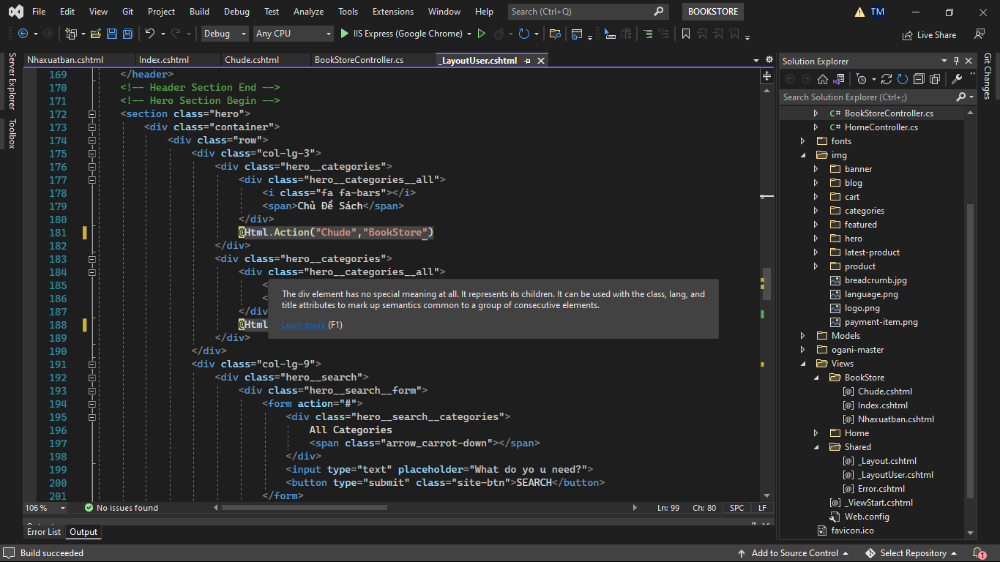 File Edit View Git Project Build Debug Test Analyze Tools Extensions Window Help Search (Ctrl+Q) BOOKSTORE TM
Debug Any CPU IIS Express (Google Chrome) Live Share
Server Explorer
Toolbox
Nhaxuatban.cshtml Index.cshtml Chude.cshtml BookStoreController.cs _LayoutUser.cshtml
169 </header>
170 <!-- Header Section End -->
171 <!-- Hero Section Begin -->
172 <section class="hero">
173 <div class="container">
174 <div class="row">
175 <div class="col-lg-3">
176 <div class="hero__categories">
177 <div class="hero__categories__all">
178 <i class="fa fa-bars"></i>
179 <span>Chủ Đề Sách</span>
180 </div>
181 @Html.Action("Chude","BookStore")
182 </div>
183 <div class="hero__categories">
184 <div class="hero__categories__all">
185 <
186 <
187 </div>
188 @Html
189 </div>
190 </div>
191 <div class="col-lg-9">
192 <div class="hero__search">
193 <div class="hero__search__form">
194 <form action="#">
195 <div class="hero__search__categories">
196 All Categories
197 <span class="arrow_carrot-down"></span>
198 </div>
199 <input type="text" placeholder="What do yo u need?">
200 <button type="submit" class="site-btn">SEARCH</button>
201 </form>
The div element has no special meaning at all. It represents its children. It can be used with the class, lang, and
title attributes to mark up semantics common to a group of consecutive elements.
Learn more (F1)
106 % No issues found Ln: 99 Ch: 80 SPC LF
Error List Output
Solution Explorer
Search Solution Explorer (Ctrl+;)
C# BookStoreController.cs
C# HomeController.cs
fonts
img
banner
blog
cart
categories
featured
hero
latest-product
product
breadcrumb.jpg
language.png
logo.png
payment-item.png
Models
ogani-master
Views
BookStore
[@] Chude.cshtml
[@] Index.cshtml
[@] Nhaxuatban.cshtml
Home
Shared
[@] _Layout.cshtml
[@] _LayoutUser.cshtml
[@] Error.cshtml
[@] _ViewStart.cshtml
Web.config
favicon.ico
Git Changes
Build succeeded Add to Source Control Select Repository 1